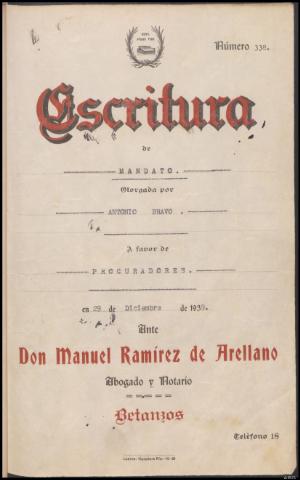 Número 338.
Escritura
de
MANDATO.
Otorgada por
ANTONIO BRAVO.
A favor de
PROCURADORES.
en 29 de Diciembre de 1939.
Ante
Don Manuel Ramírez de Arellano
Abogado y Notario
Betanzos
Teléfono 18